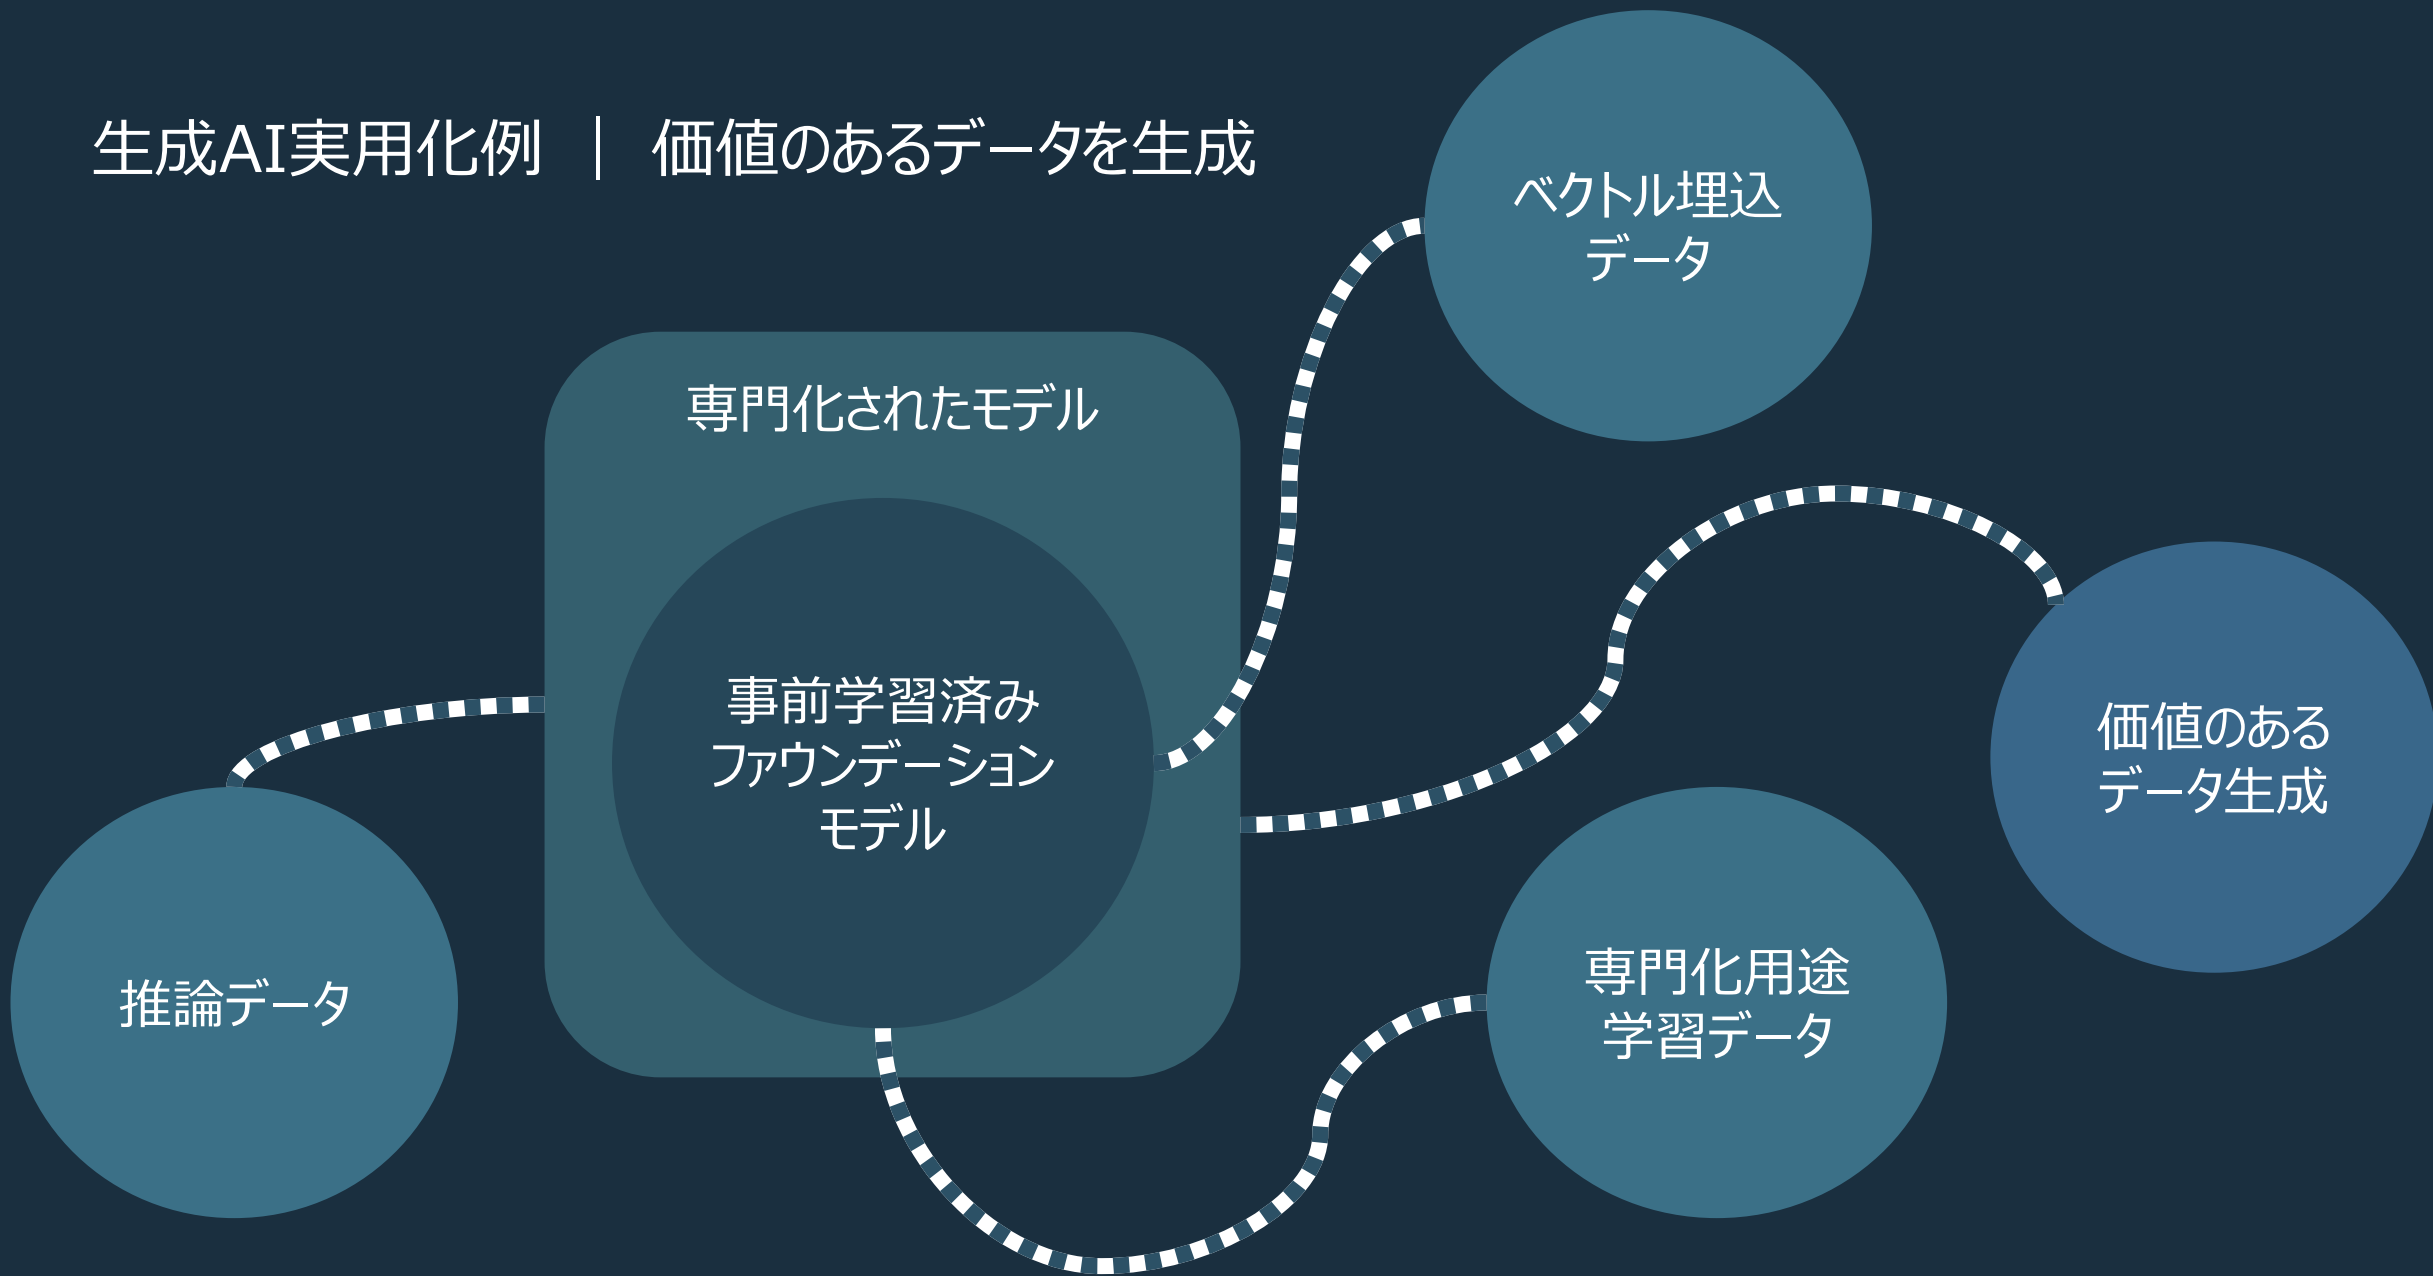 生成AI実用化例 │ 価値のあるデータを生成
ベクトル埋込
データ
専門化されたモデル
事前学習済み
ファウンデーション
モデル
価値のある
データ生成
推論データ
専門化用途
学習データ